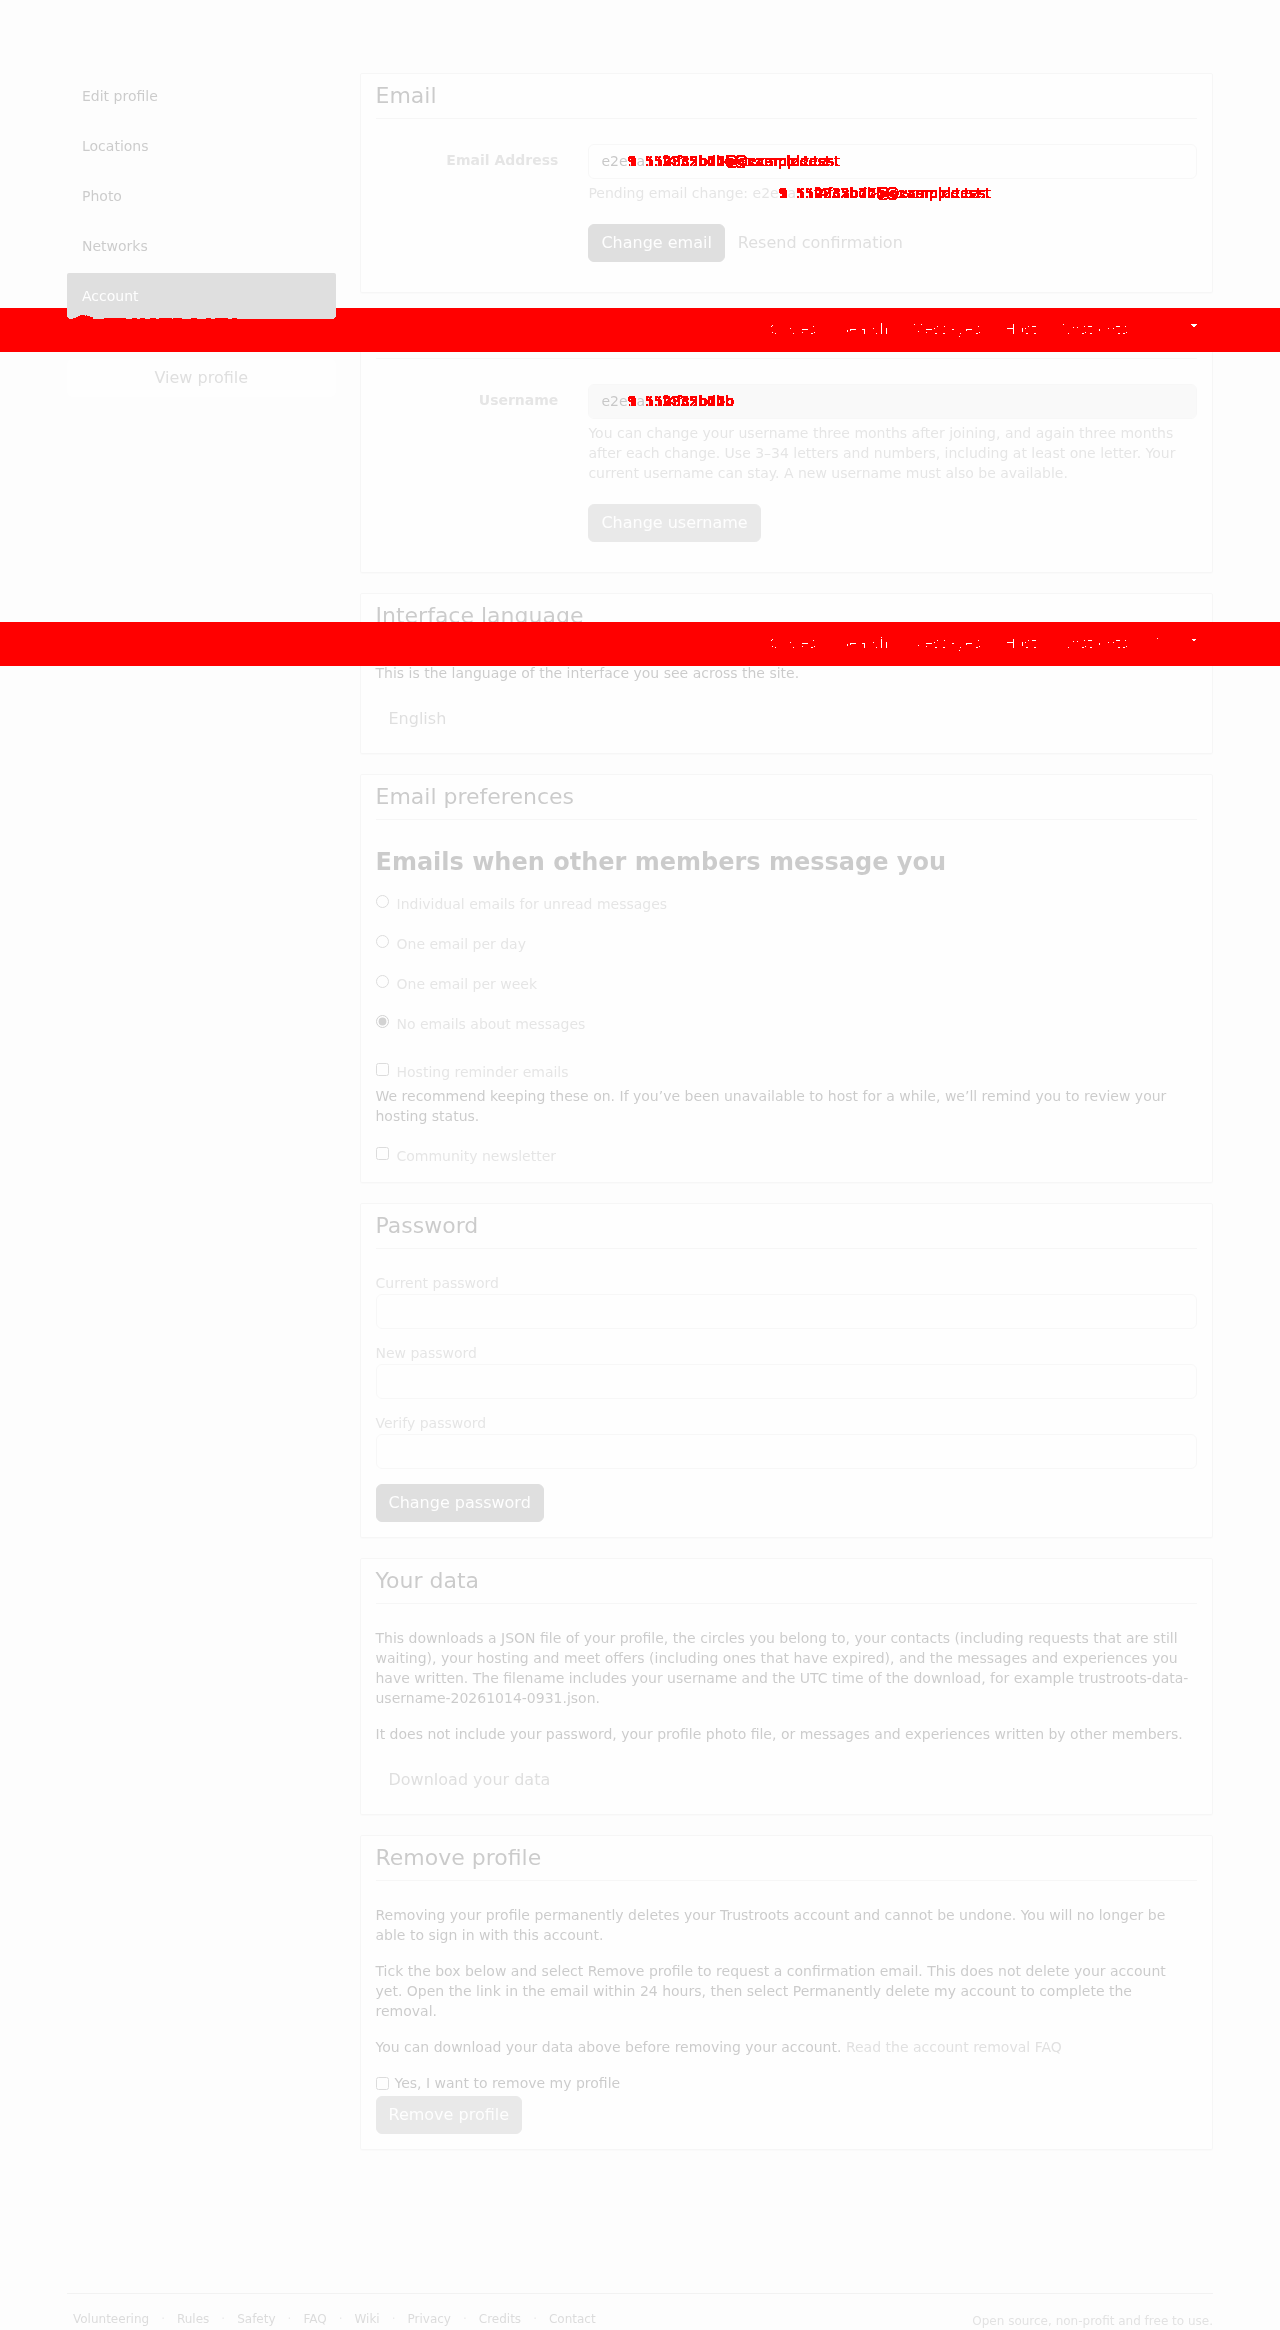 Edit profile
Locations
Photo
Networks
Account
View profile
Email
Email Address
Pending email change:
Change email
Resend confirmation
Username
You can change your username three months after joining, and again three months
after each change. Use 3–34 letters and numbers, including at least one letter. Your
current username can stay. A new username must also be available.
Change username
Interface language
This is the language of the interface you see across the site.
English
Email preferences
Emails when other members message you
Individual emails for unread messages
One email per day
One email per week
No emails about messages
Hosting reminder emails
We recommend keeping these on. If you’ve been unavailable to host for a while, we’ll remind you to review your
hosting status.
Community newsletter
Password
Current password
New password
Verify password
Change password
Your data
This downloads a JSON file of your profile, the circles you belong to, your contacts (including requests that are still
waiting), your hosting and meet offers (including ones that have expired), and the messages and experiences you
have written. The filename includes your username and the UTC time of the download, for example trustroots-data-
username-20261014-0931.json.
It does not include your password, your profile photo file, or messages and experiences written by other members.
Download your data
Remove profile
Removing your profile permanently deletes your Trustroots account and cannot be undone. You will no longer be
able to sign in with this account.
Tick the box below and select Remove profile to request a confirmation email. This does not delete your account
yet. Open the link in the email within 24 hours, then select Permanently delete my account to complete the
removal.
You can download your data above before removing your account. Read the account removal FAQ
Yes, I want to remove my profile
Remove profile
Volunteering · Rules · Safety · FAQ · Wiki · Privacy · Credits · Contact
Open source, non-profit and free to use.